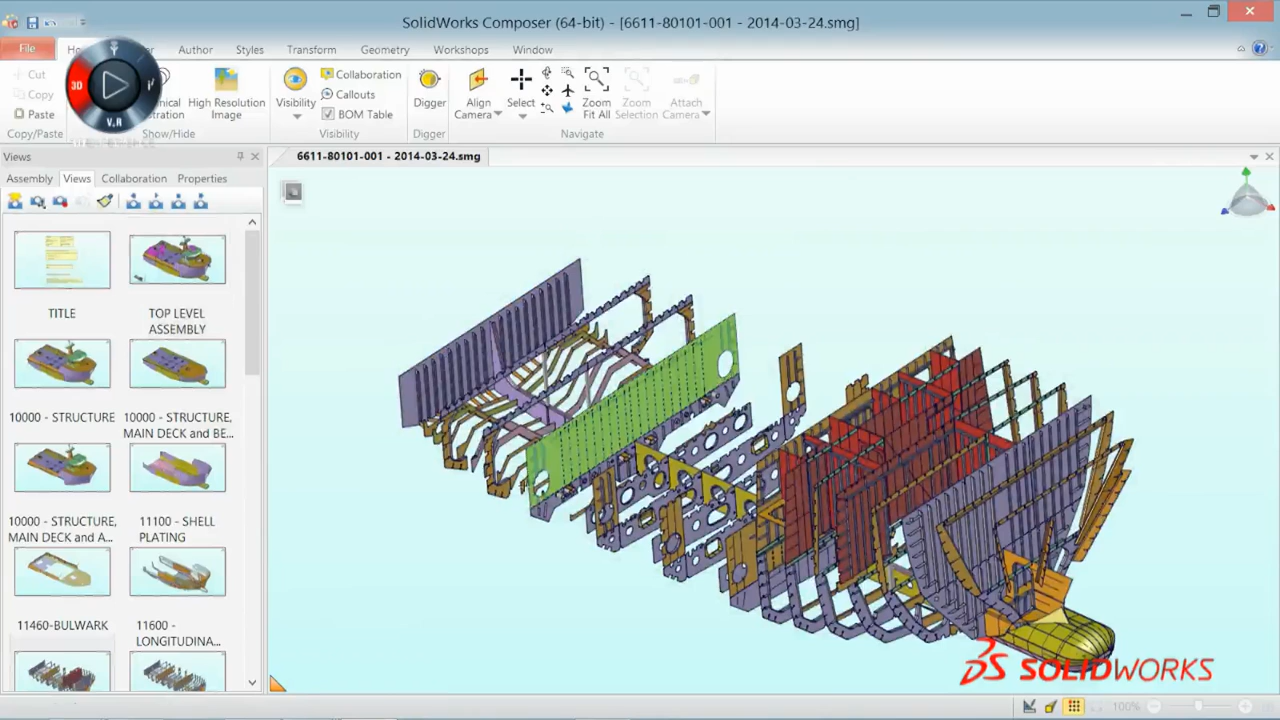 SolidWorks Composer (64-bit) - [6611-80101-001 - 2014-03-24.smg]
File Author Styles Transform Geometry Workshops Window
Cut
Copy
Paste
Copy/Paste
3D
V.R
High Resolution
Image
Show/Hide
Visibility
Collaboration
Callouts
BOM Table
Visibility
Digger
Digger
Align
Camera
Select
Zoom
Fit All
Zoom
Selection
Attach
Camera
Navigate
Views
6611-80101-001 - 2014-03-24.smg
Assembly Views Collaboration Properties
TITLE
TOP LEVEL
ASSEMBLY
10000 - STRUCTURE
10000 - STRUCTURE,
MAIN DECK and BE...
10000 - STRUCTURE,
MAIN DECK and A...
11100 - SHELL
PLATING
11460-BULWARK
11600 -
LONGITUDINA...
SOLIDWORKS
100%